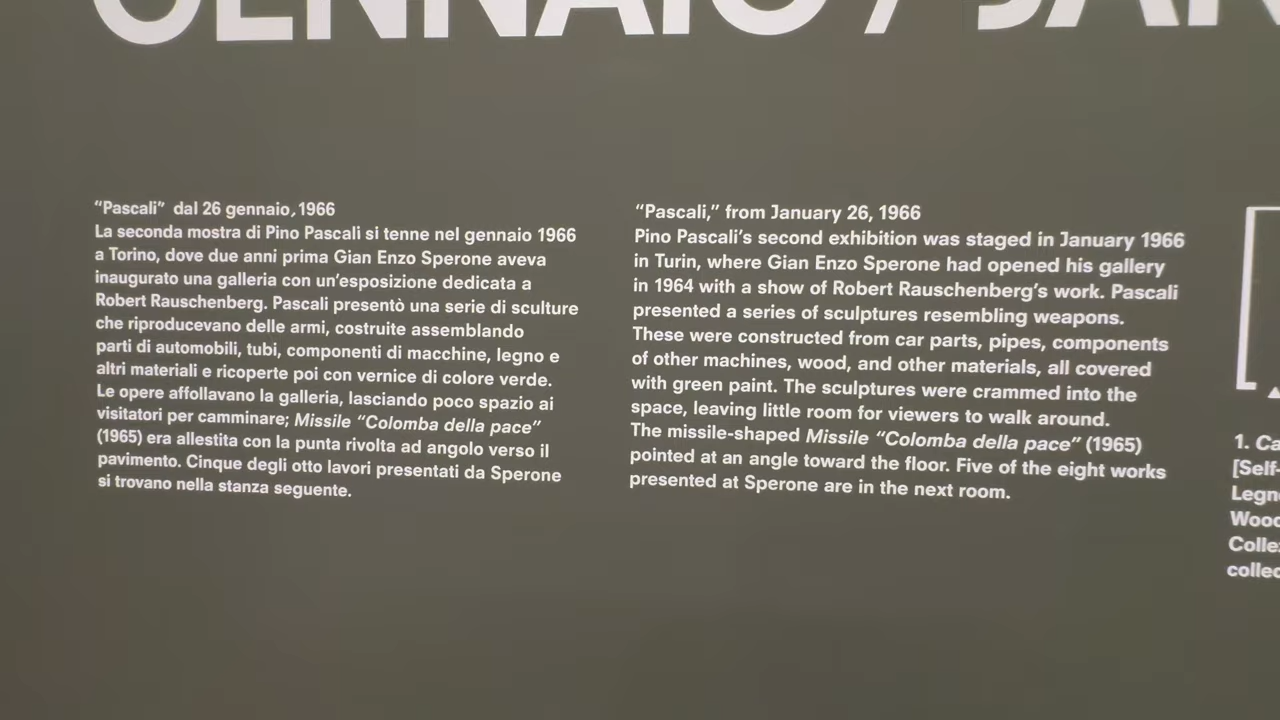 GENNAIO / JAN
“Pascali” dal 26 gennaio, 1966
La seconda mostra di Pino Pascali si tenne nel gennaio 1966
a Torino, dove due anni prima Gian Enzo Sperone aveva
inaugurato una galleria con un’esposizione dedicata a
Robert Rauschenberg. Pascali presentò una serie di sculture
che riproducevano delle armi, costruite assemblando
parti di automobili, tubi, componenti di macchine, legno e
altri materiali e ricoperte poi con vernice di colore verde.
Le opere affollavano la galleria, lasciando poco spazio ai
visitatori per camminare; Missile “Colomba della pace”
(1965) era allestita con la punta rivolta ad angolo verso il
pavimento. Cinque degli otto lavori presentati da Sperone
si trovano nella stanza seguente.
“Pascali,” from January 26, 1966
Pino Pascali’s second exhibition was staged in January 1966
in Turin, where Gian Enzo Sperone had opened his gallery
in 1964 with a show of Robert Rauschenberg’s work. Pascali
presented a series of sculptures resembling weapons.
These were constructed from car parts, pipes, components
of other machines, wood, and other materials, all covered
with green paint. The sculptures were crammed into the
space, leaving little room for viewers to walk around.
The missile-shaped Missile “Colomba della pace” (1965)
pointed at an angle toward the floor. Five of the eight works
presented at Sperone are in the next room.
1. Ca
[Self-
Legn
Wood
Colle
collec